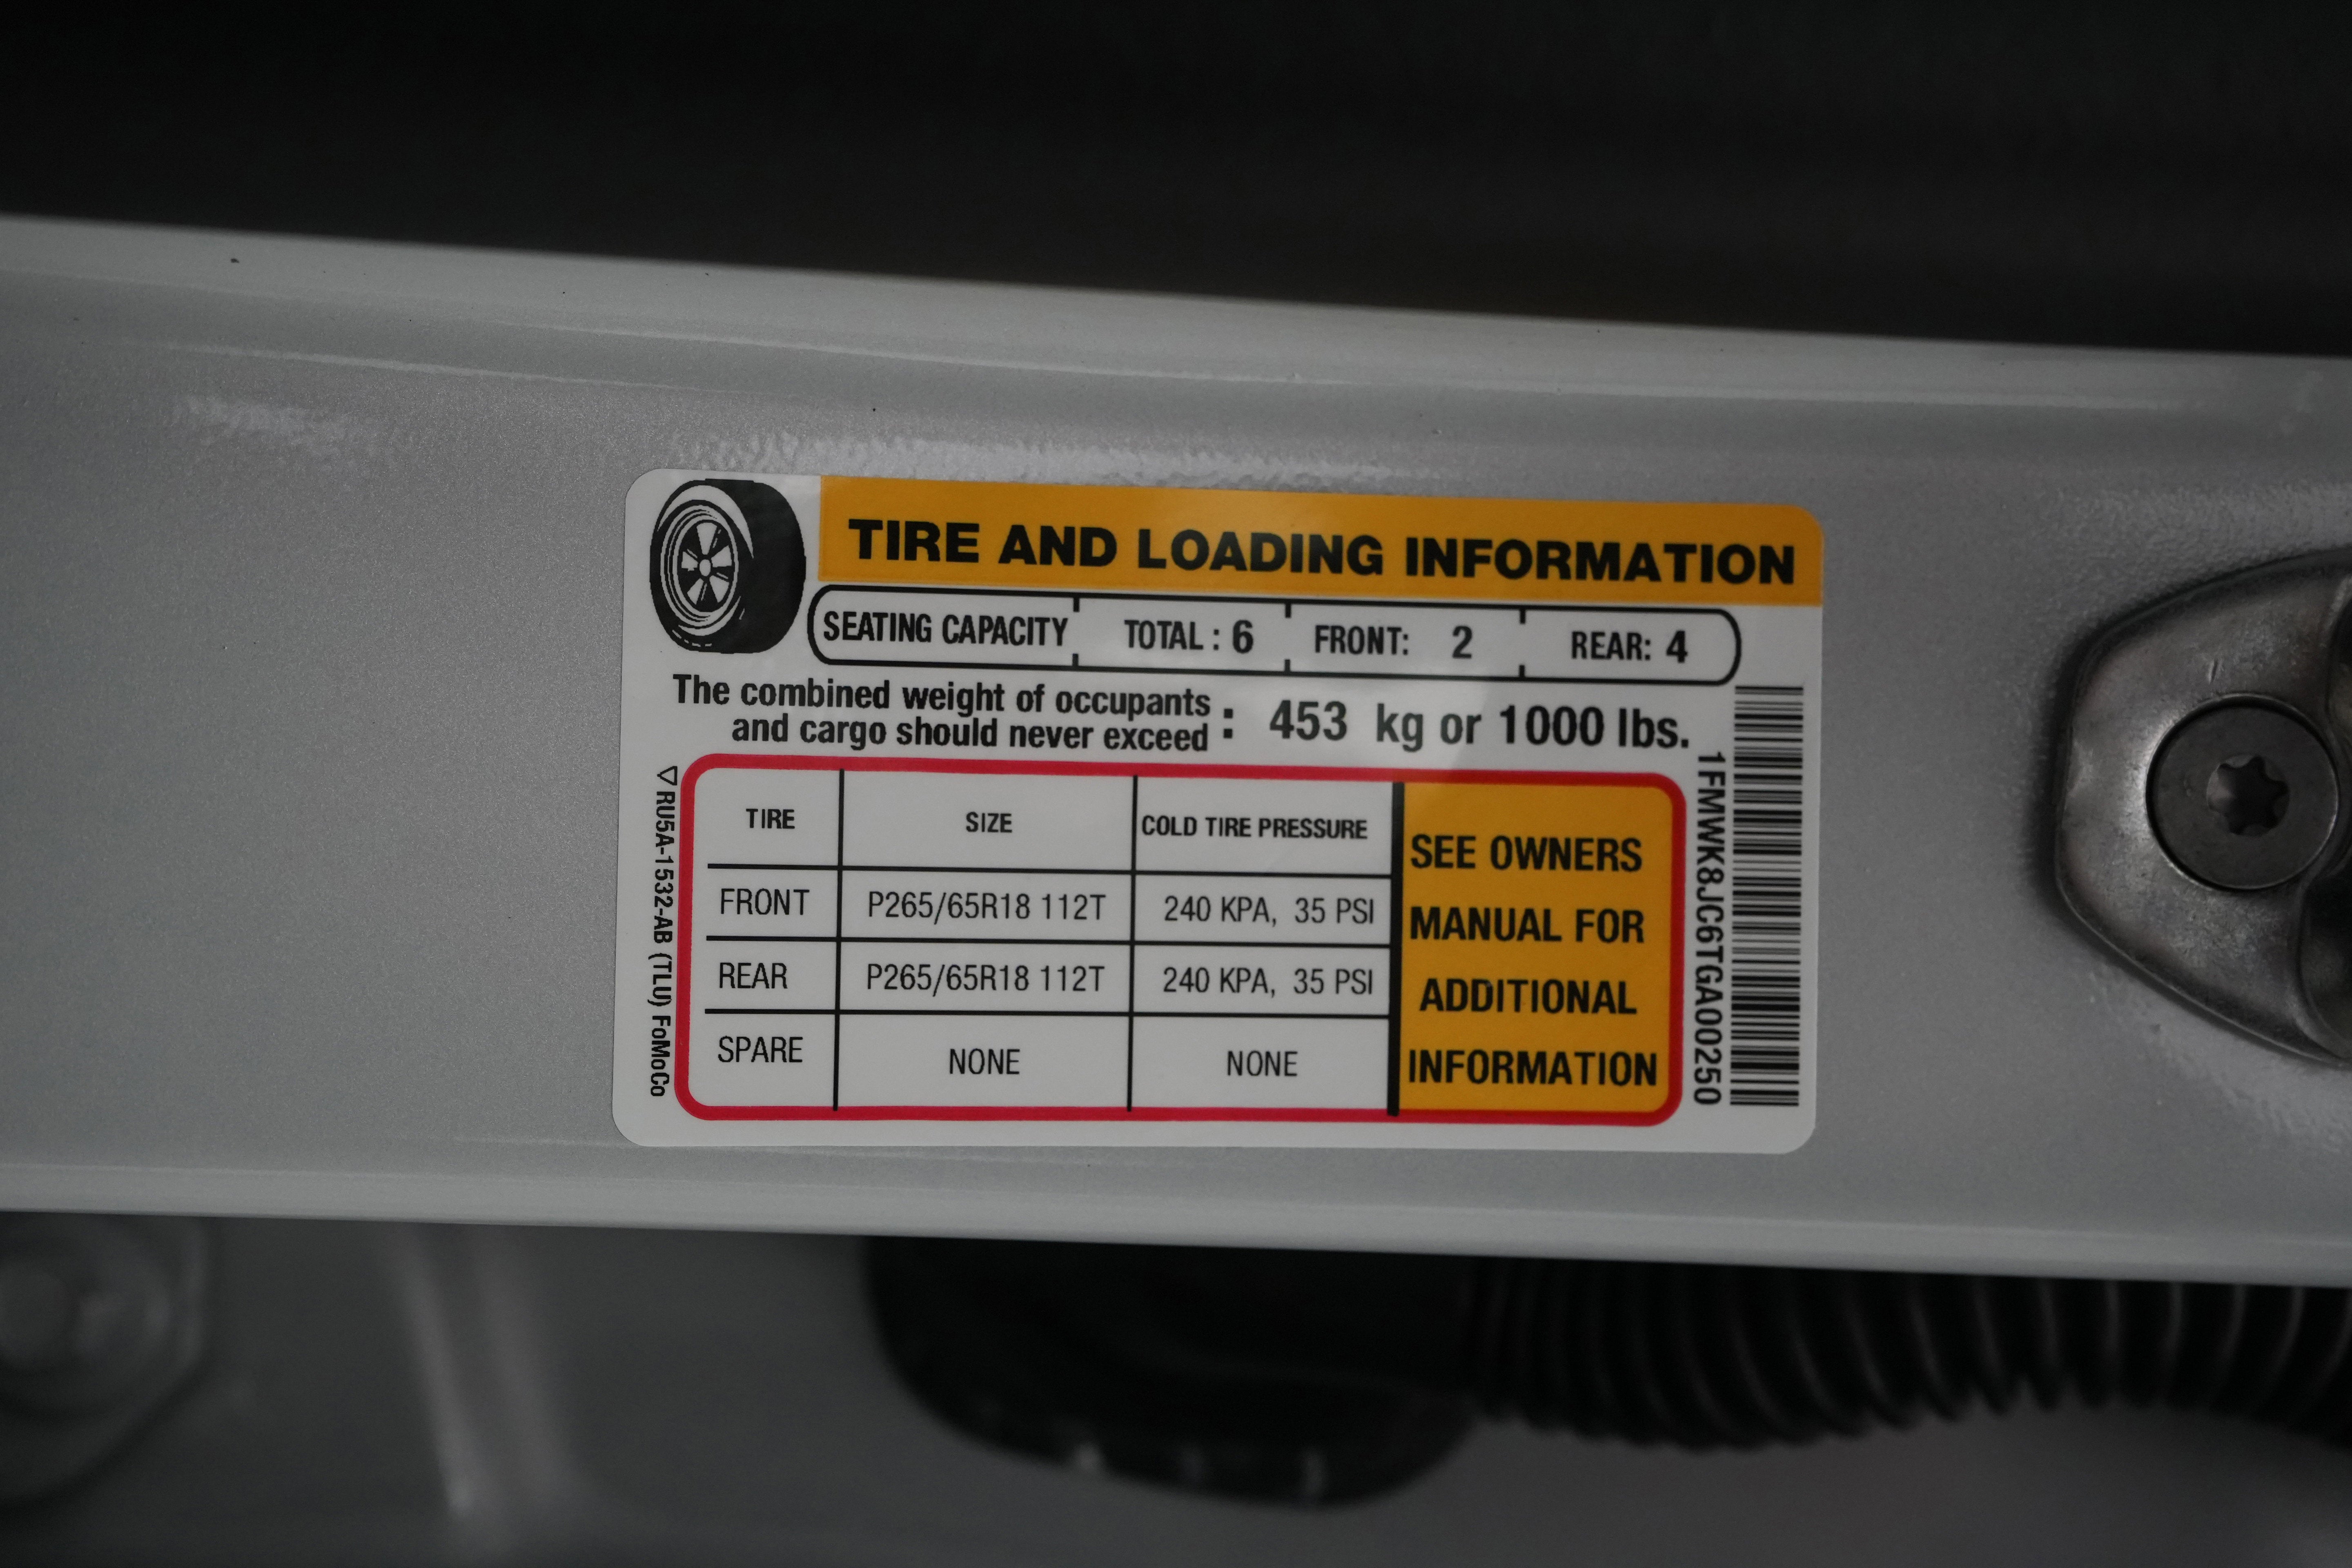 TIRE AND LOADING INFORMATION
SEATING CAPACITY TOTAL : 6 FRONT: 2 REAR: 4
The combined weight of occupants
and cargo should never exceed : 453 kg or 1000 lbs.
TIRE SIZE COLD TIRE PRESSURE
FRONT P265/65R18 112T 240 KPA, 35 PSI
REAR P265/65R18 112T 240 KPA, 35 PSI
SPARE NONE NONE
SEE OWNERS
MANUAL FOR
ADDITIONAL
INFORMATION
RU5A-1532-AB (TLU) FoMoCo
1FMWK8JC6TGA00250